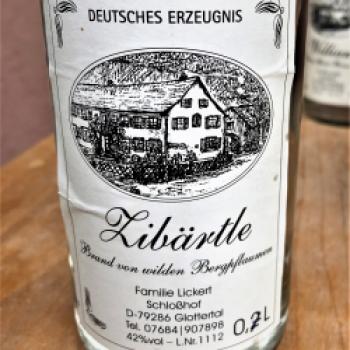 DEUTSCHES ERZEUGNIS
Zibärtle
Brand von wilden Bergpflaumen
Familie Lickert
Schloßhof
D-79286 Glottertal
Tel. 07684|907898
0,2L
42%vol – L.Nr.1112